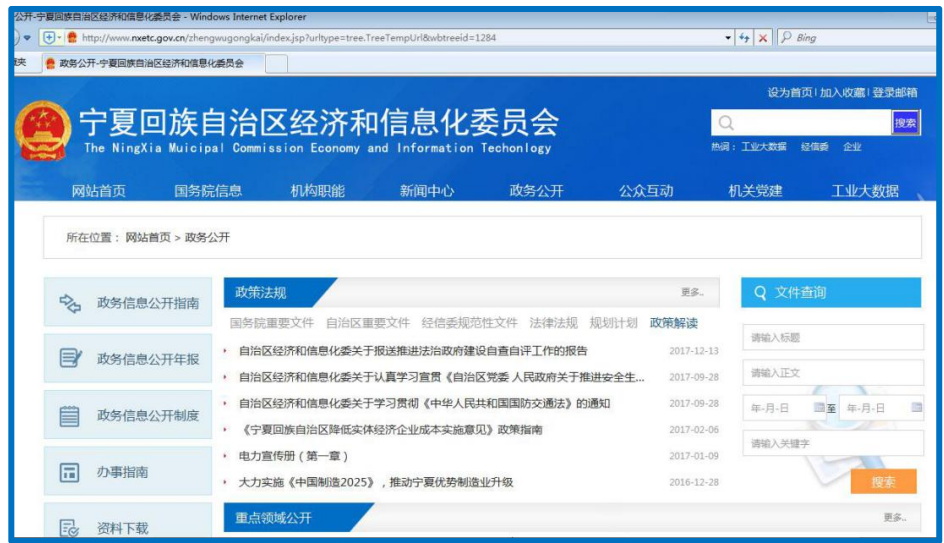 公开-宁夏回族自治区经济和信息化委员会 - Windows Internet Explorer
http://www.nxetc.gov.cn/zhengwugongkai/index.jsp?urltype=tree.TreeTempUrl&wbtreeid=1284
Bing
政务公开-宁夏回族自治区经济和信息化委员会
设为首页 | 加入收藏 | 登录邮箱
宁夏回族自治区经济和信息化委员会
搜索
The NingXia Muicipal Commission Economy and Information Techonlogy
热词： 工业大数据 经信委 企业
网站首页 国务院信息 机构职能 新闻中心 政务公开 公众互动 机关党建 工业大数据
所在位置： 网站首页 > 政务公开
政务信息公开指南
政务信息公开年报
政务信息公开制度
办事指南
资料下载
政策法规 更多..
国务院重要文件 自治区重要文件 经信委规范性文件 法律法规 规划计划 政策解读
自治区经济和信息化委关于报送推进法治政府建设自查自评工作的报告 2017-12-13
自治区经济和信息化委关于认真学习宣贯《自治区党委 人民政府关于推进安全生... 2017-09-28
自治区经济和信息化委关于学习贯彻《中华人民共和国国防交通法》的通知 2017-09-28
《宁夏回族自治区降低实体经济企业成本实施意见》政策指南 2017-02-06
电力宣传册 ( 第一章 ) 2017-01-09
大力实施《中国制造2025》，推动宁夏优势制造业升级 2016-12-28
重点领域公开 更多..
文件查询
请输入标题
请输入正文
年-月-日 至 年-月-日
请输入关键字
搜索